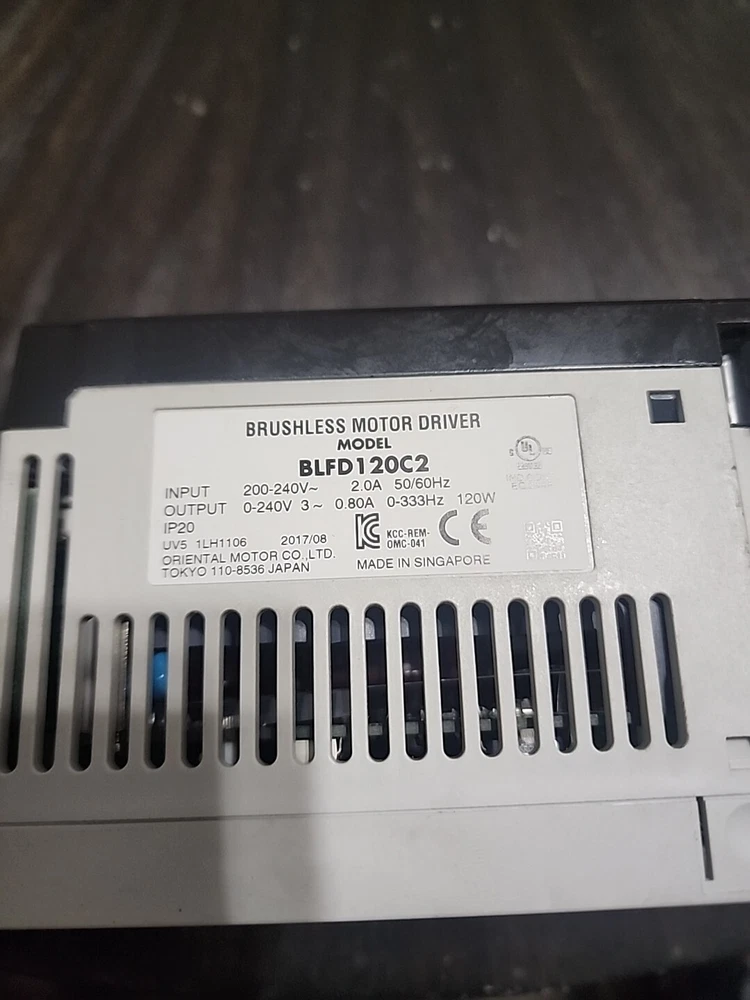 BRUSHLESS MOTOR DRIVER
MODEL
BLFD120C2
INPUT 200-240V~ 2.0A 50/60Hz
OUTPUT 0-240V 3~ 0.80A 0-333Hz 120W
IP20
UV5 1LH1106 2017/08
KCC-REM-
OMC-041
ORIENTAL MOTOR CO.,LTD.
TOKYO 110-8536 JAPAN
MADE IN SINGAPORE
CE
UL